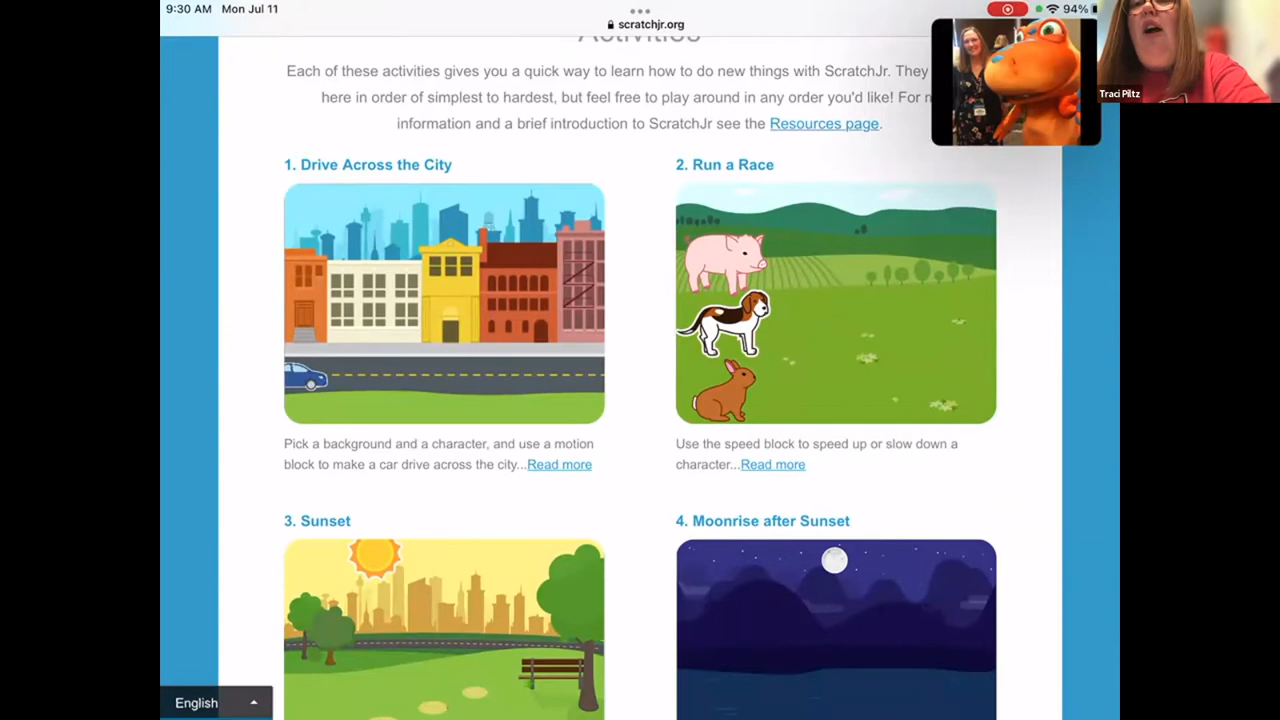 9:30 AM Mon Jul 11
94%
scratchjr.org
Activities
Each of these activities gives you a quick way to learn how to do new things with ScratchJr. They
here in order of simplest to hardest, but feel free to play around in any order you'd like! For
information and a brief introduction to ScratchJr see the Resources page.
Traci Piltz
1. Drive Across the City
2. Run a Race
Pick a background and a character, and use a motion
block to make a car drive across the city...Read more
Use the speed block to speed up or slow down a
character...Read more
3. Sunset
4. Moonrise after Sunset
English